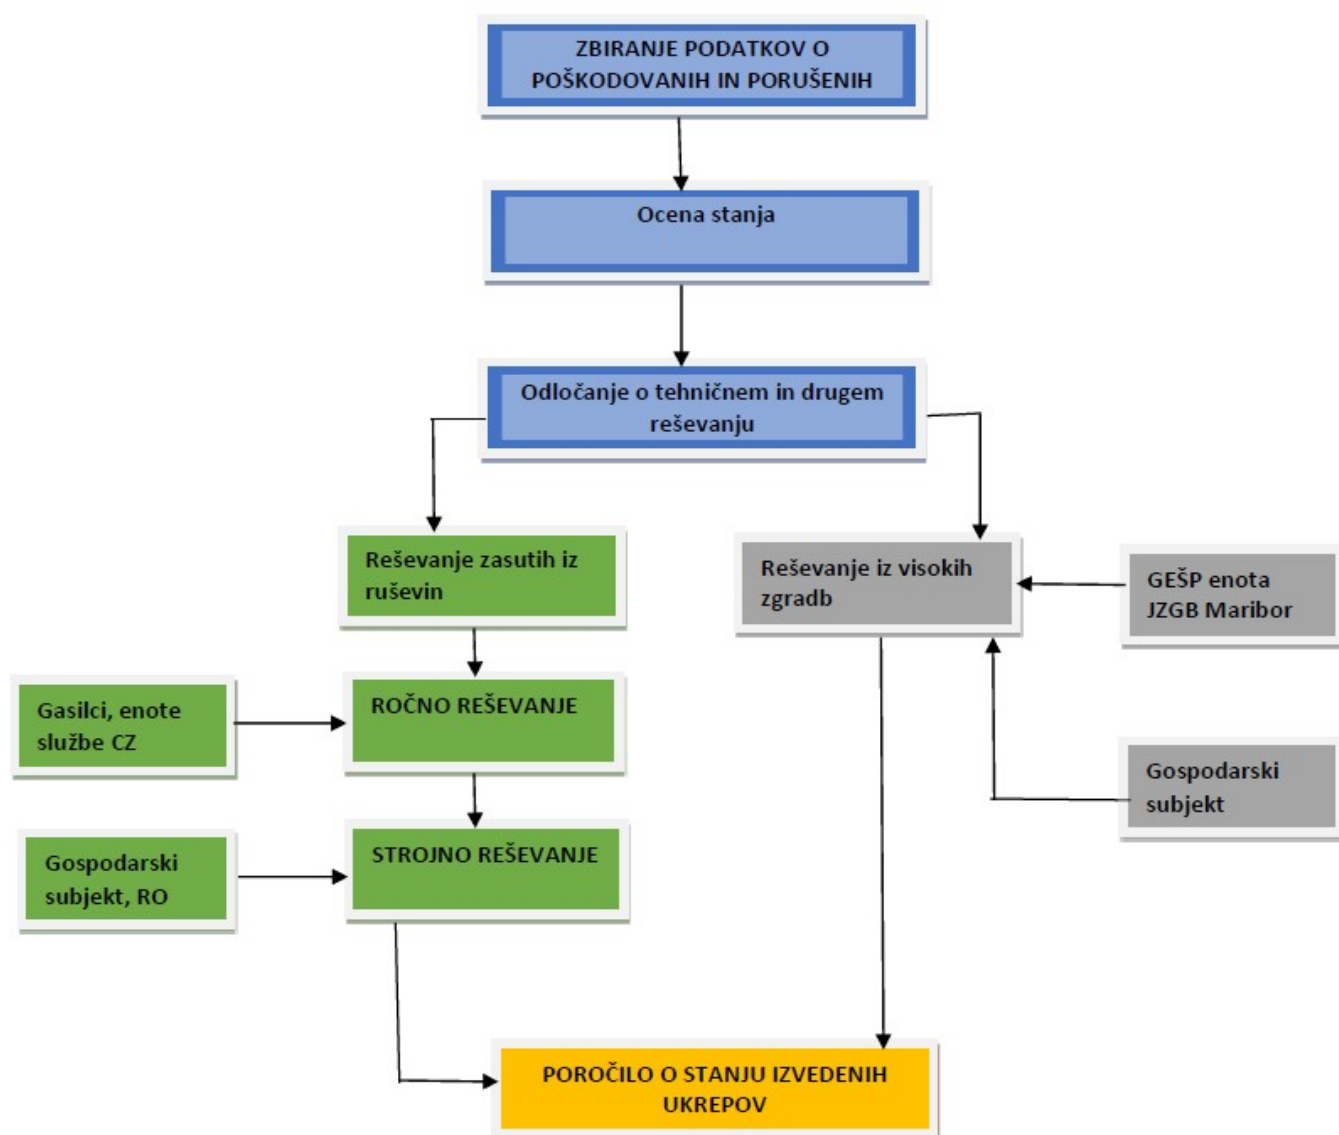 ZBIRANJE PODATKOV O
POŠKODOVANIH IN PORUŠENIH
Ocena stanja
Odločanje o tehničnem in drugem
reševanju
Reševanje zasutih iz
ruševin
Reševanje iz visokih
zgradb
GEŠP enota
JZGB Maribor
Gasilci, enote
službe CZ
ROČNO REŠEVANJE
Gospodarski
subjekt
Gospodarski
subjekt, RO
STROJNO REŠEVANJE
POROČILO O STANJU IZVEDENIH
UKREPOV